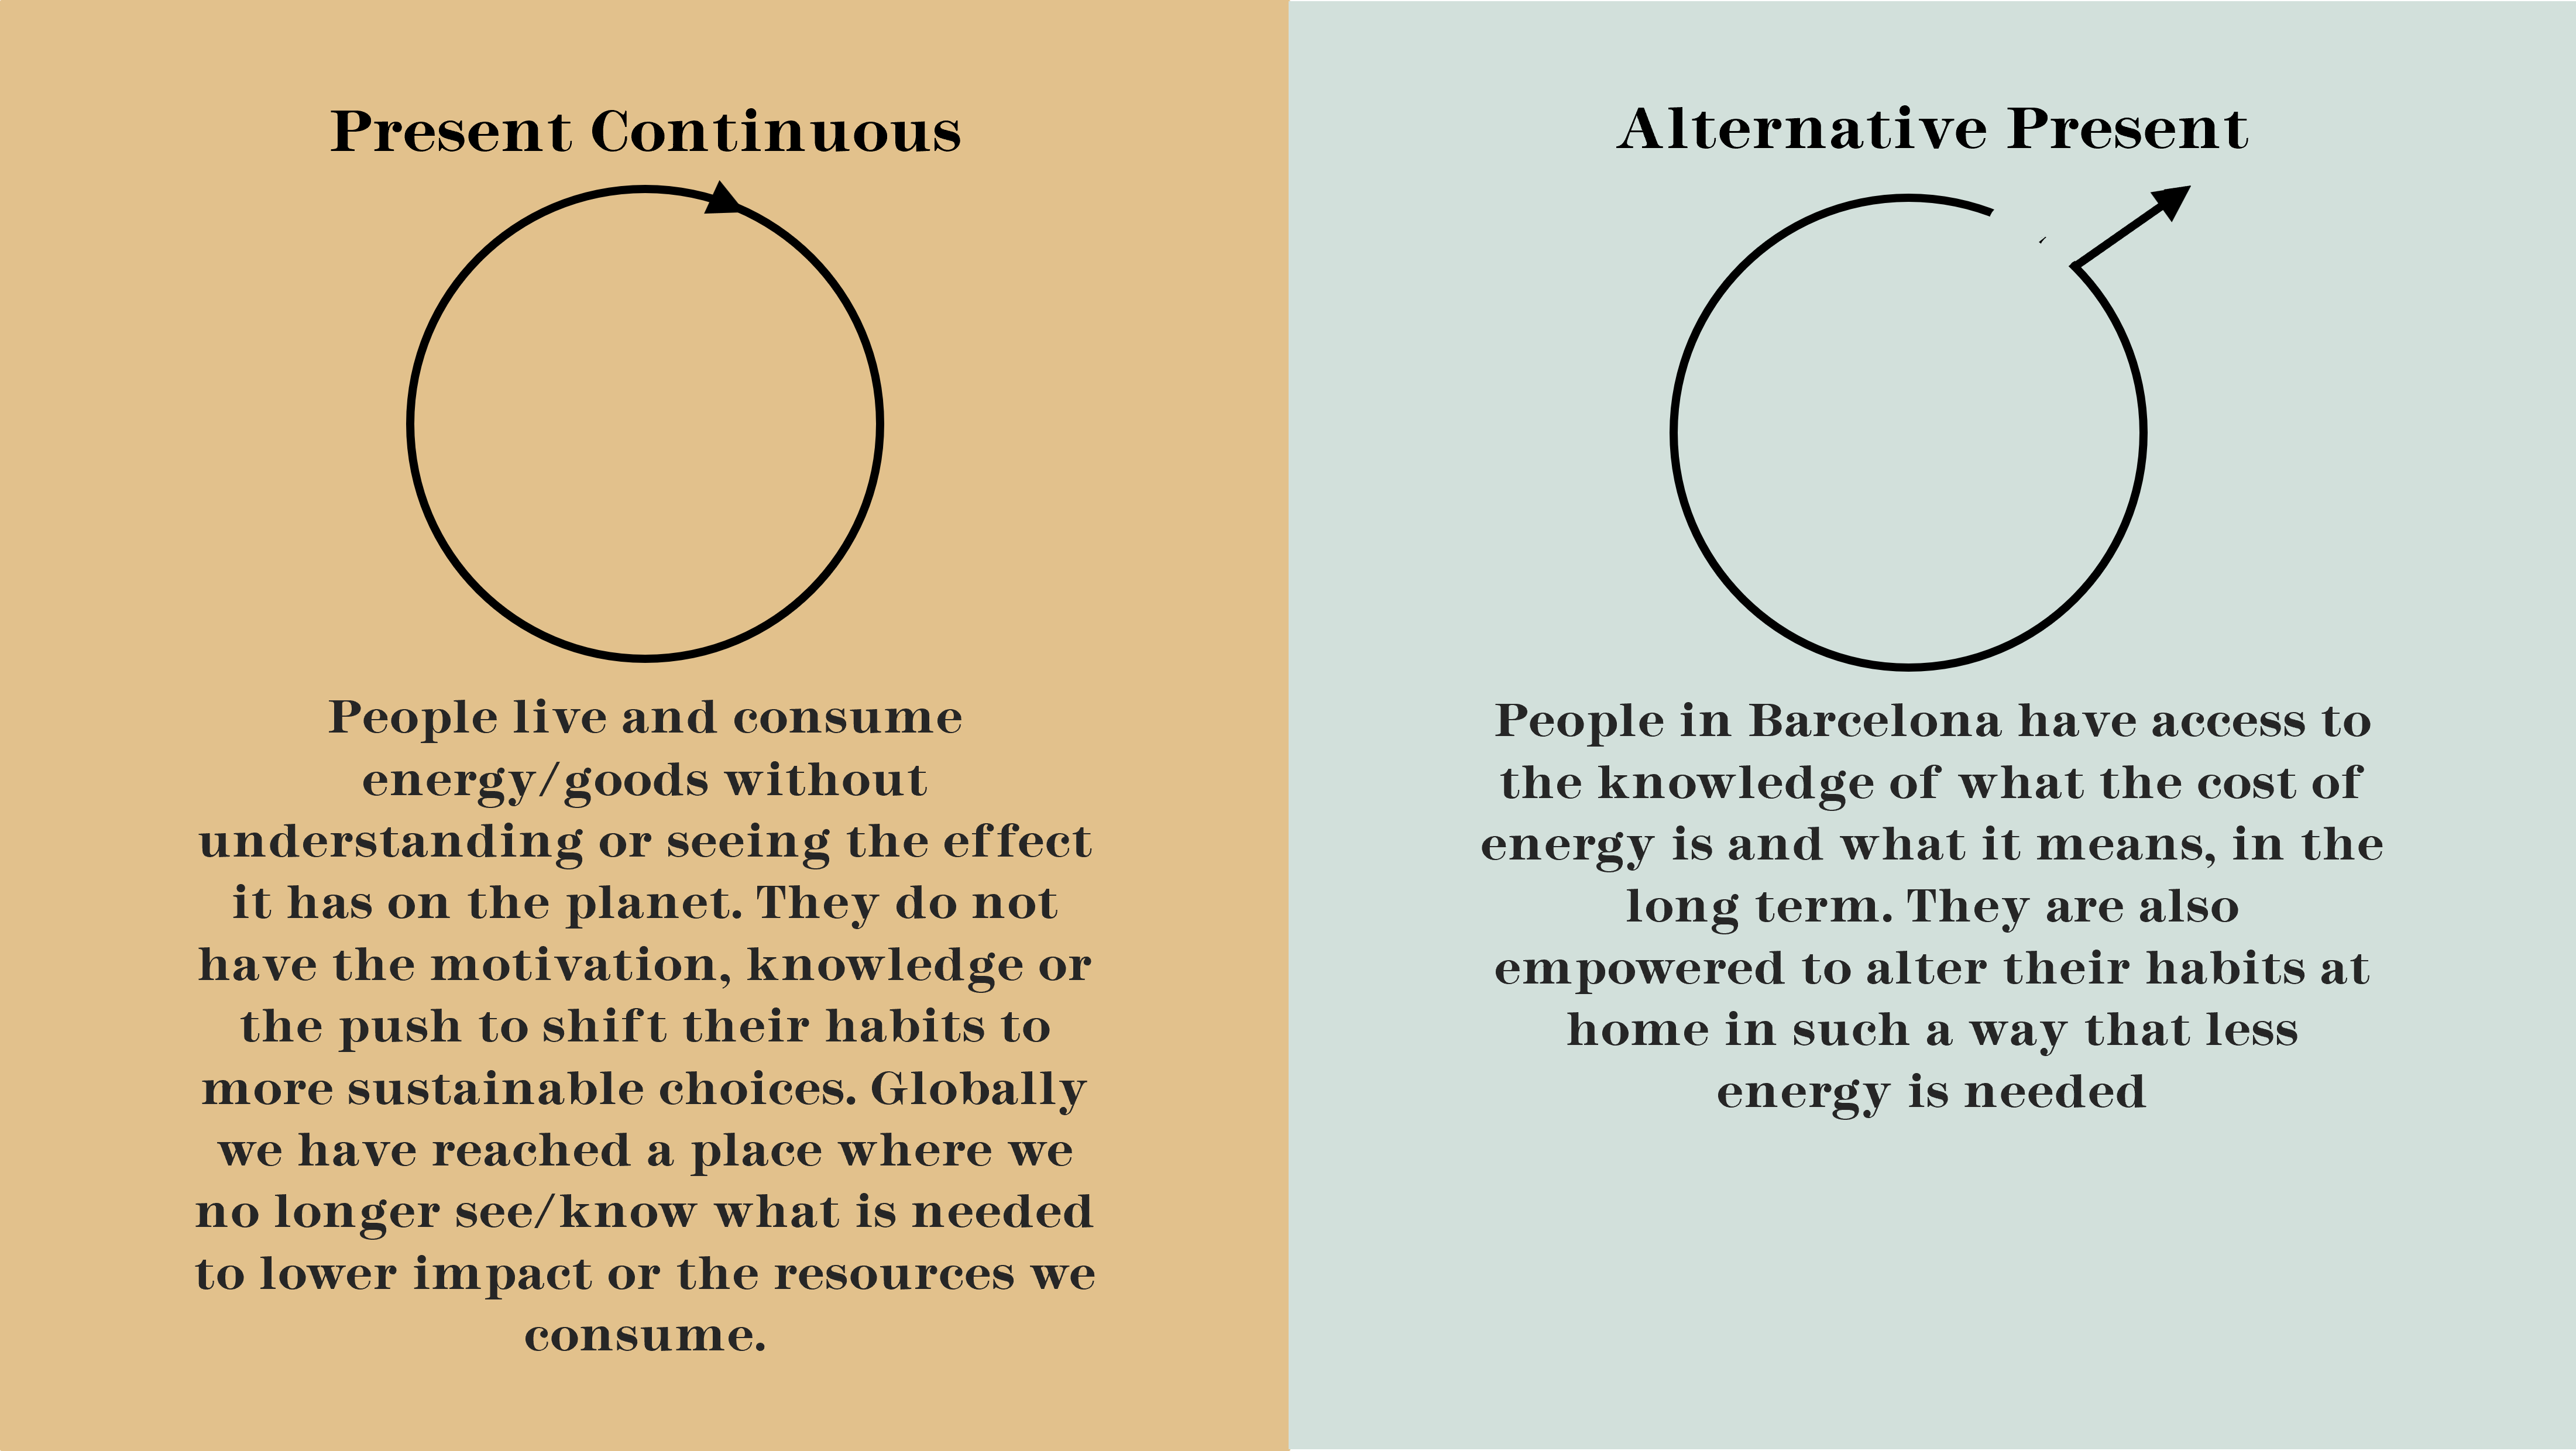 Present Continuous
People live and consume
energy/goods without
understanding or seeing the effect
it has on the planet. They do not
have the motivation, knowledge or
the push to shift their habits to
more sustainable choices. Globally
we have reached a place where we
no longer see/know what is needed
to lower impact or the resources we
consume.
Alternative Present
People in Barcelona have access to
the knowledge of what the cost of
energy is and what it means, in the
long term. They are also
empowered to alter their habits at
home in such a way that less
energy is needed